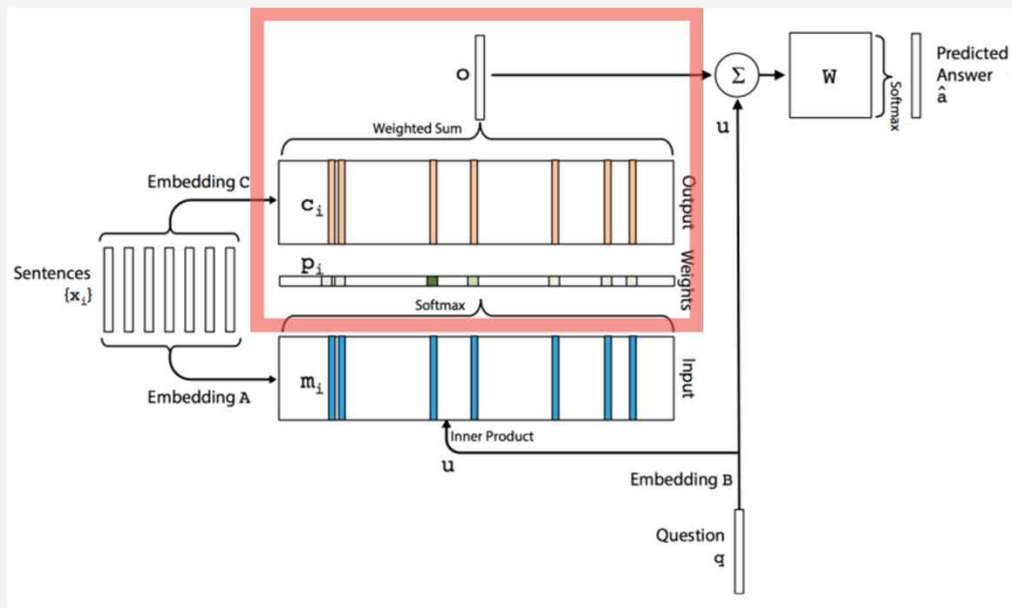 o
Σ
W
Softmax
Predicted
Answer
â
Weighted Sum
u
Embedding C
c_i
Output
Sentences
{x_i}
p_i
Weights
Softmax
m_i
Input
Embedding A
Inner Product
u
Embedding B
Question
q